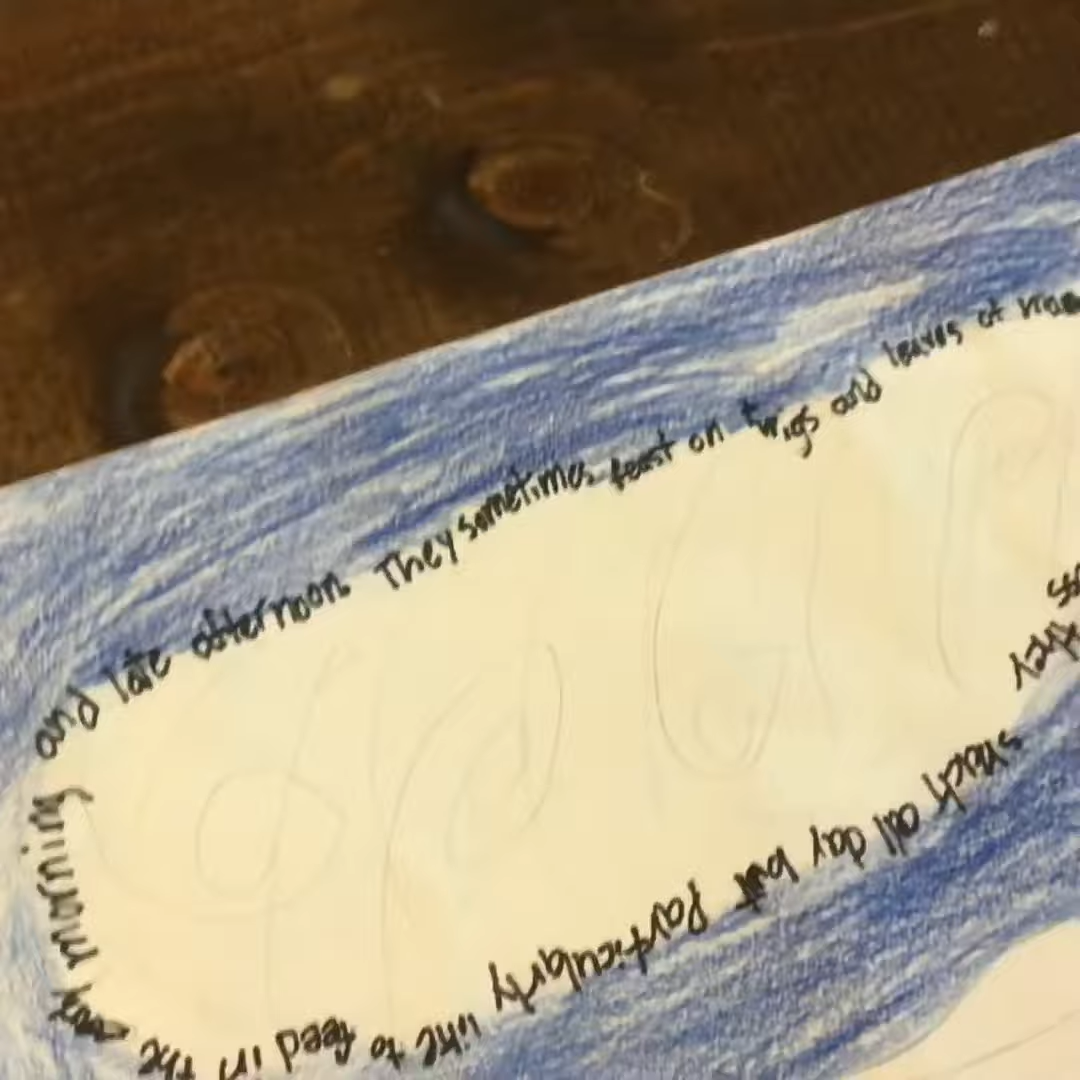 they
snack all day but Particularly like to feed in the
early morning
and late afternoon. They sometimes feast on twigs and leaves of